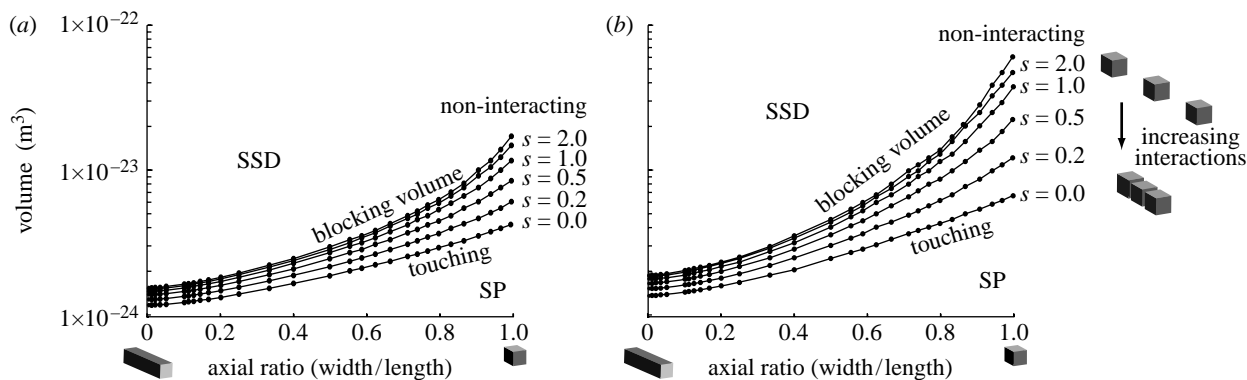 (a)
1×10−22
1×10−23
1×10−24
volume (m3)
non-interacting
s = 2.0
s = 1.0
s = 0.5
s = 0.2
s = 0.0
SSD
blocking volume
touching
SP
0 0.2 0.4 0.6 0.8 1.0
axial ratio (width/length)
(b)
non-interacting
s = 2.0
s = 1.0
s = 0.5
s = 0.2
s = 0.0
SSD
blocking volume
touching
SP
0 0.2 0.4 0.6 0.8 1.0
axial ratio (width/length)
increasing
interactions